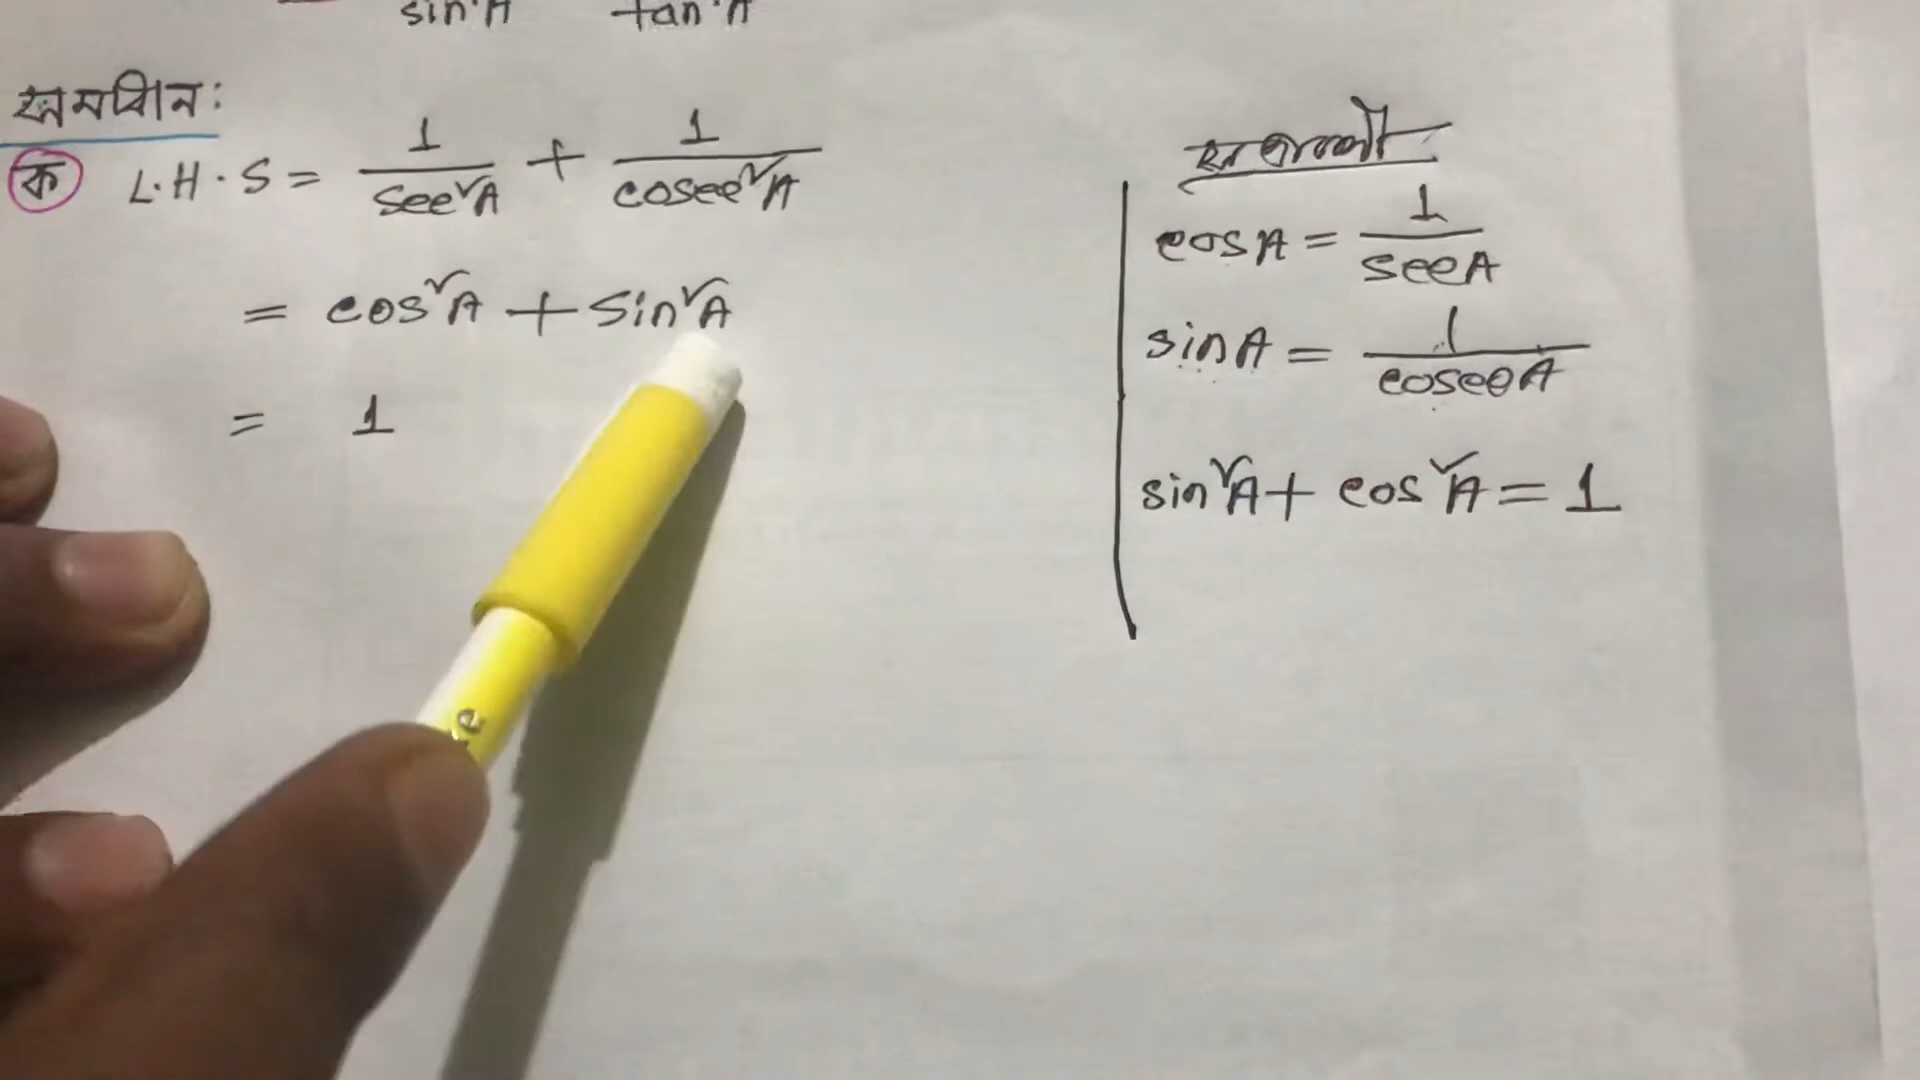 sin²A tan²A
সমাধান:
ক L.H.S = 1/sec²A + 1/cosec²A
= cos²A + sin²A
= 1
cosA = 1/secA
sinA = 1/cosecA
sin²A + cos²A = 1